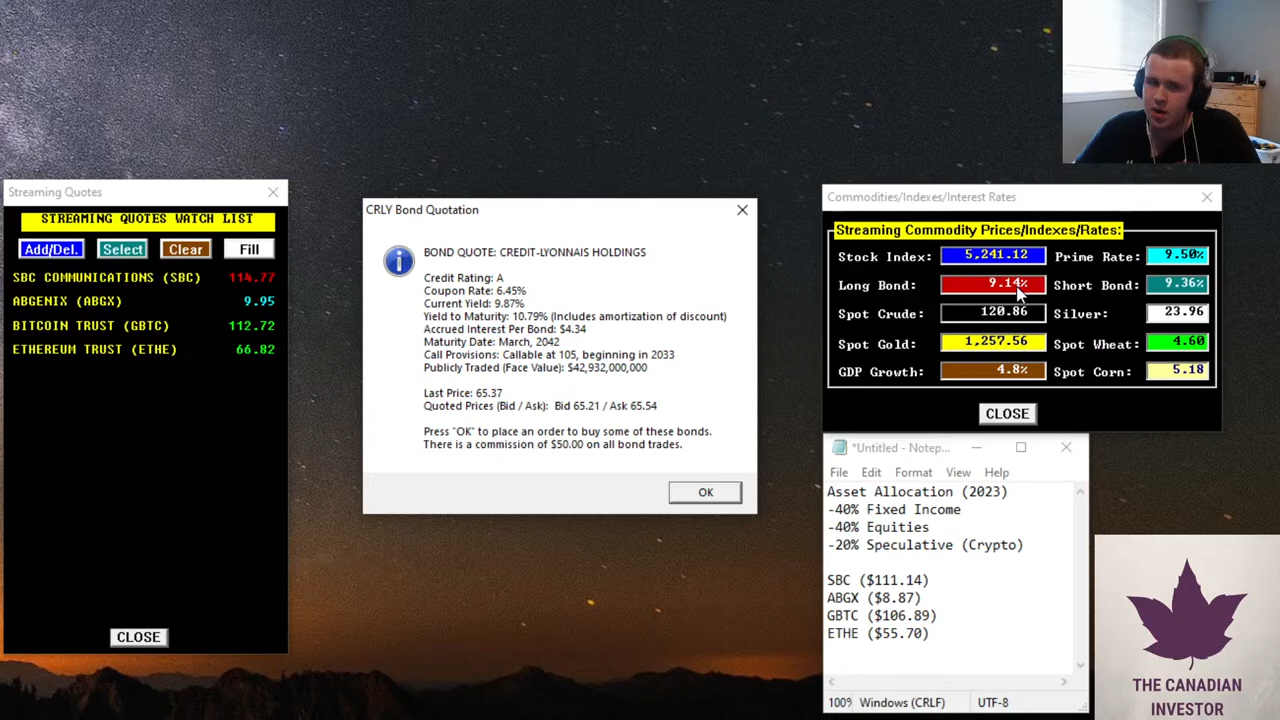 Streaming Quotes
STREAMING QUOTES WATCH LIST
Add/Del. Select Clear Fill
SBC COMMUNICATIONS (SBC) 114.77
ABGENIX (ABGX) 9.95
BITCOIN TRUST (GBTC) 112.72
ETHEREUM TRUST (ETHE) 66.82
CLOSE
CRLY Bond Quotation
BOND QUOTE: CREDIT-LYONNAIS HOLDINGS
Credit Rating: A
Coupon Rate: 6.45%
Current Yield: 9.87%
Yield to Maturity: 10.79% (Includes amortization of discount)
Accrued Interest Per Bond: $4.34
Maturity Date: March, 2042
Call Provisions: Callable at 105, beginning in 2033
Publicly Traded (Face Value): $42,932,000,000
Last Price: 65.37
Quoted Prices (Bid / Ask): Bid 65.21 / Ask 65.54
Press "OK" to place an order to buy some of these bonds.
There is a commission of $50.00 on all bond trades.
OK
Commodities/Indexes/Interest Rates
Streaming Commodity Prices/Indexes/Rates:
Stock Index: 5,241.12 Prime Rate: 9.50%
Long Bond: 9.14% Short Bond: 9.36%
Spot Crude: 120.86 Silver: 23.96
Spot Gold: 1,257.56 Spot Wheat: 4.60
GDP Growth: 4.8% Spot Corn: 5.18
CLOSE
*Untitled - Notep...
File Edit Format View Help
Asset Allocation (2023)
-40% Fixed Income
-40% Equities
-20% Speculative (Crypto)
SBC ($111.14)
ABGX ($8.87)
GBTC ($106.89)
ETHE ($55.70)
100% Windows (CRLF) UTF-8
THE CANADIAN
INVESTOR